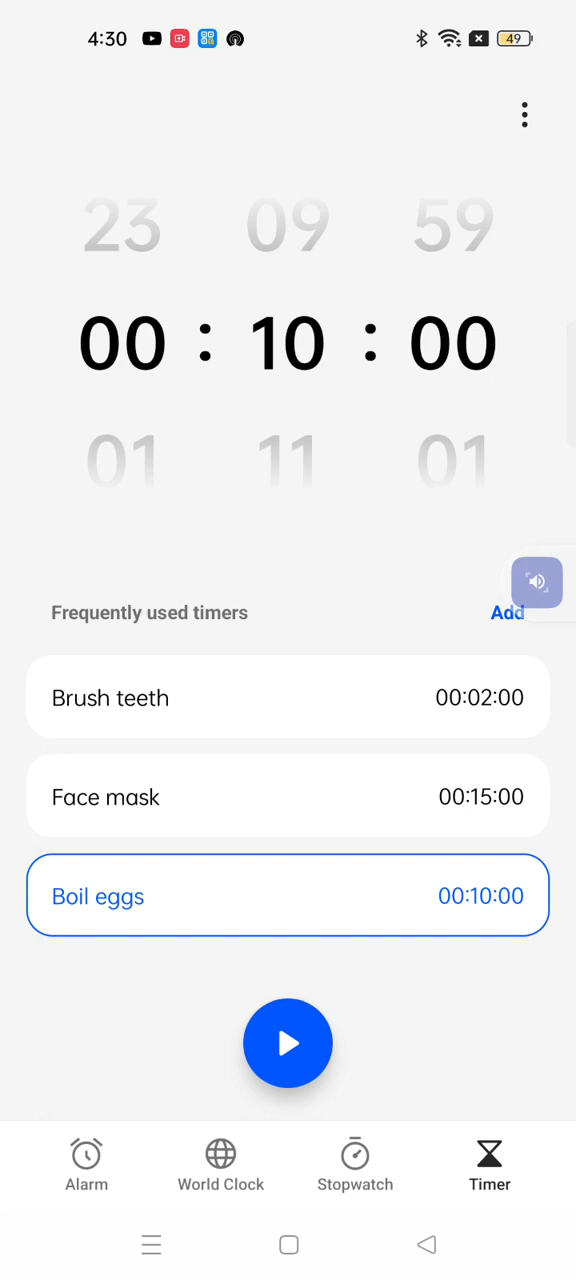 4:30 49
23 09 59
00 : 10 : 00
01 11 01
Frequently used timers Add
Brush teeth 00:02:00
Face mask 00:15:00
Boil eggs 00:10:00
Alarm World Clock Stopwatch Timer